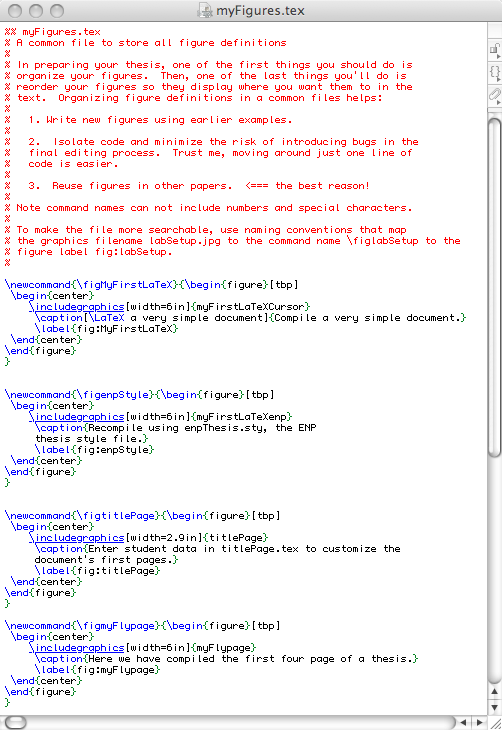 myFigures.tex
%% myFigures.tex
% A common file to store all figure definitions
%
% In preparing your thesis, one of the first things you should do is
% organize your figures.  Then, one of the last things you'll do is
% reorder your figures so they display where you want them to in the
% text.  Organizing figure definitions in a common files helps:
%
%   1. Write new figures using earlier examples.
%
%   2.  Isolate code and minimize the risk of introducing bugs in the
%   final editing process.  Trust me, moving around just one line of
%   code is easier.
%
%   3.  Reuse figures in other papers.  <=== the best reason!
%
% Note command names can not include numbers and special characters.
%
% To make the file more searchable, use naming conventions that map
% the graphics filename labSetup.jpg to the command name \figlabSetup to the
% figure label fig:labSetup.
%
\newcommand{\figMyFirstLaTeX}{\begin{figure}[tbp]
\begin{center}
\includegraphics[width=6in]{myFirstLaTeXCursor}
\caption[\LaTeX a very simple document]{Compile a very simple document.}
\label{fig:MyFirstLaTeX}
\end{center}
\end{figure}
}
\newcommand{\figenpStyle}{\begin{figure}[tbp]
\begin{center}
\includegraphics[width=6in]{myFirstLaTeXenp}
\caption{Recompile using enpThesis.sty, the ENP
thesis style file.}
\label{fig:enpStyle}
\end{center}
\end{figure}
}
\newcommand{\figtitlePage}{\begin{figure}[tbp]
\begin{center}
\includegraphics[width=2.9in]{titlePage}
\caption{Enter student data in titlePage.tex to customize the
document's first pages.}
\label{fig:titlePage}
\end{center}
\end{figure}
}
\newcommand{\figmyFlypage}{\begin{figure}[tbp]
\begin{center}
\includegraphics[width=6in]{myFlypage}
\caption{Here we have compiled the first four page of a thesis.}
\label{fig:myFlypage}
\end{center}
\end{figure}
}